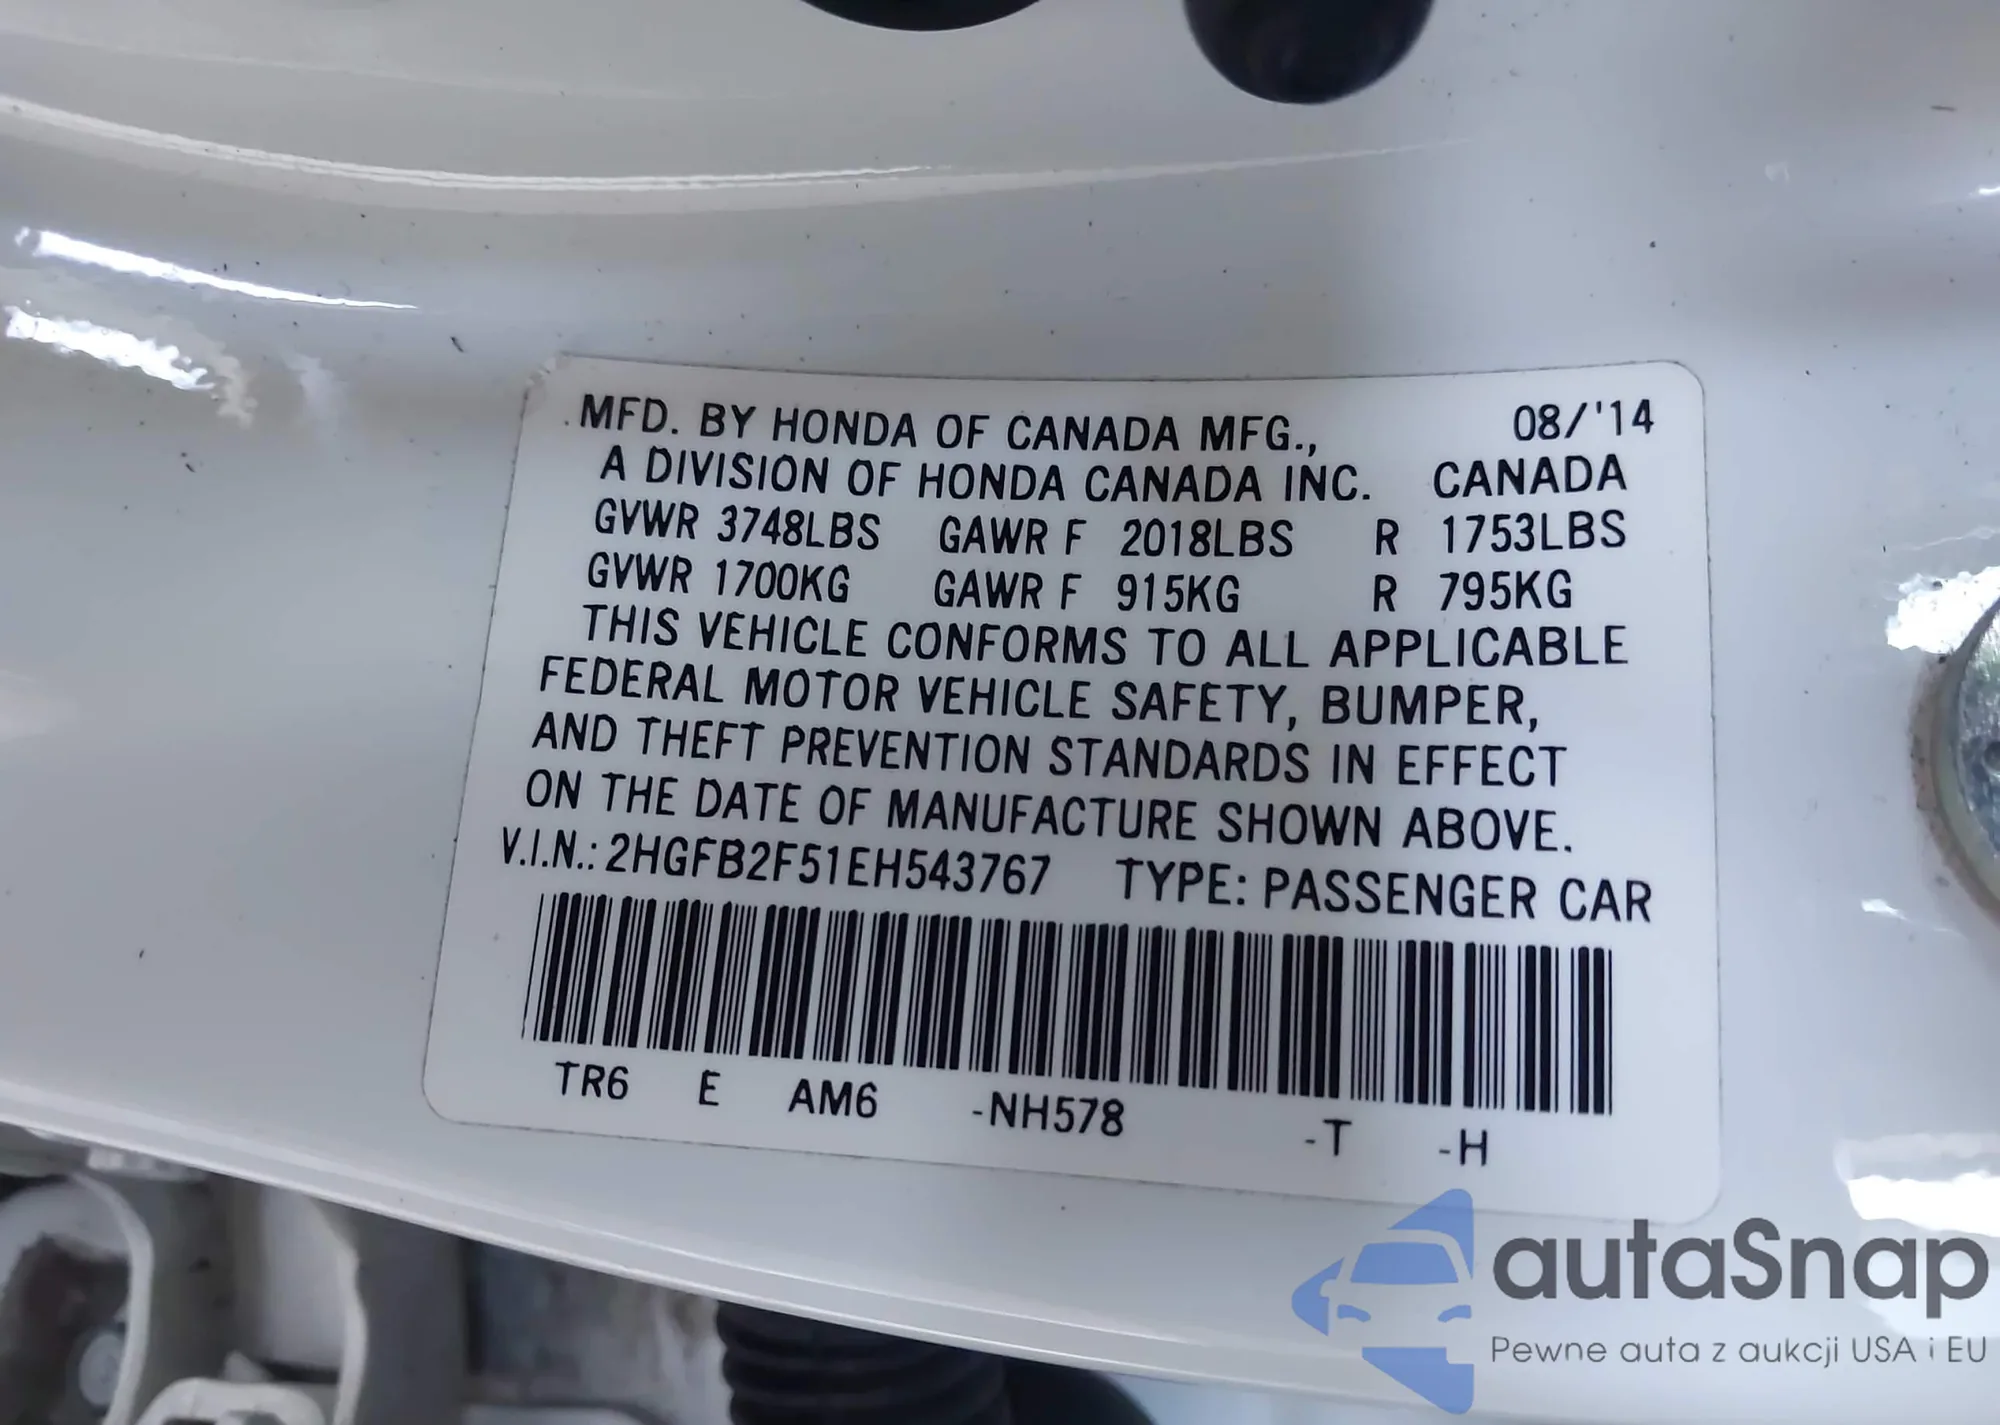 MFD. BY HONDA OF CANADA MFG., 08/'14
A DIVISION OF HONDA CANADA INC. CANADA
GVWR 3748LBS GAWR F 2018LBS R 1753LBS
GVWR 1700KG GAWR F 915KG R 795KG
THIS VEHICLE CONFORMS TO ALL APPLICABLE
FEDERAL MOTOR VEHICLE SAFETY, BUMPER,
AND THEFT PREVENTION STANDARDS IN EFFECT
ON THE DATE OF MANUFACTURE SHOWN ABOVE.
V.I.N.: 2HGFB2F51EH543767 TYPE: PASSENGER CAR
TR6 E AM6 -NH578 -T -H
autaSnap
Pewne auta z aukcji USA i EU